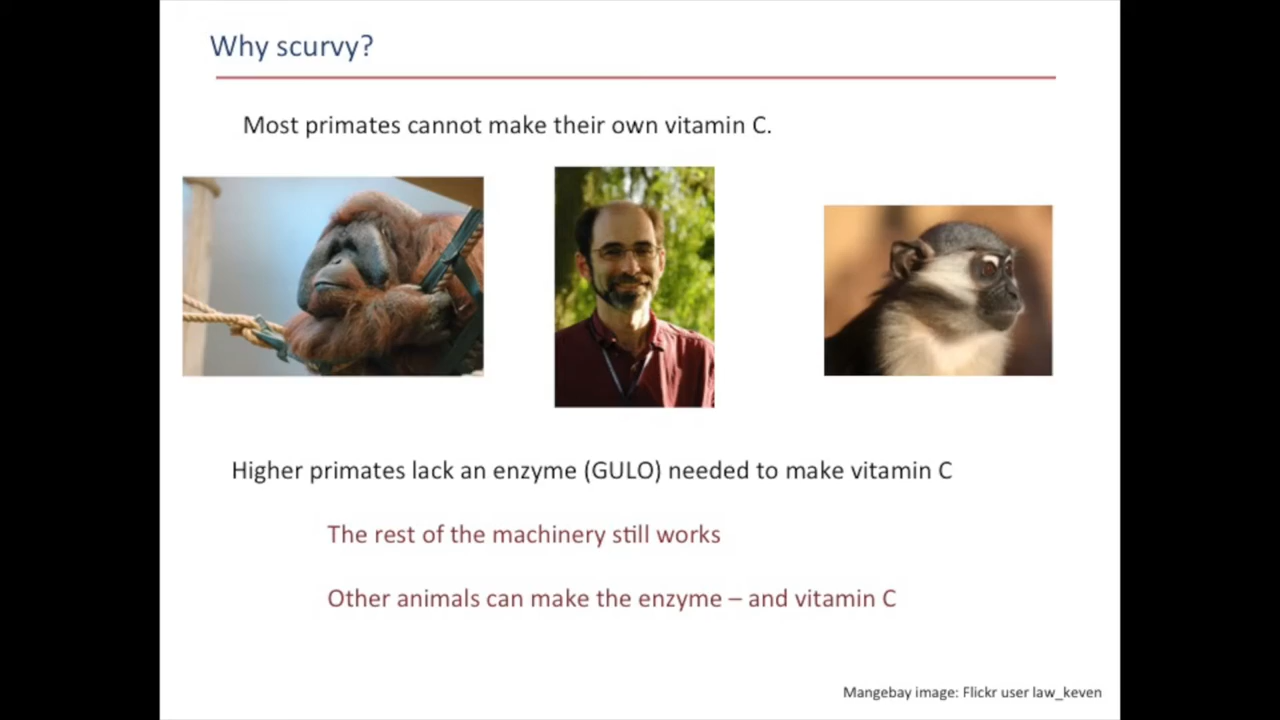 Why scurvy?
Most primates cannot make their own vitamin C.
Higher primates lack an enzyme (GULO) needed to make vitamin C
The rest of the machinery still works
Other animals can make the enzyme – and vitamin C
Mangebay image: Flickr user law_keven